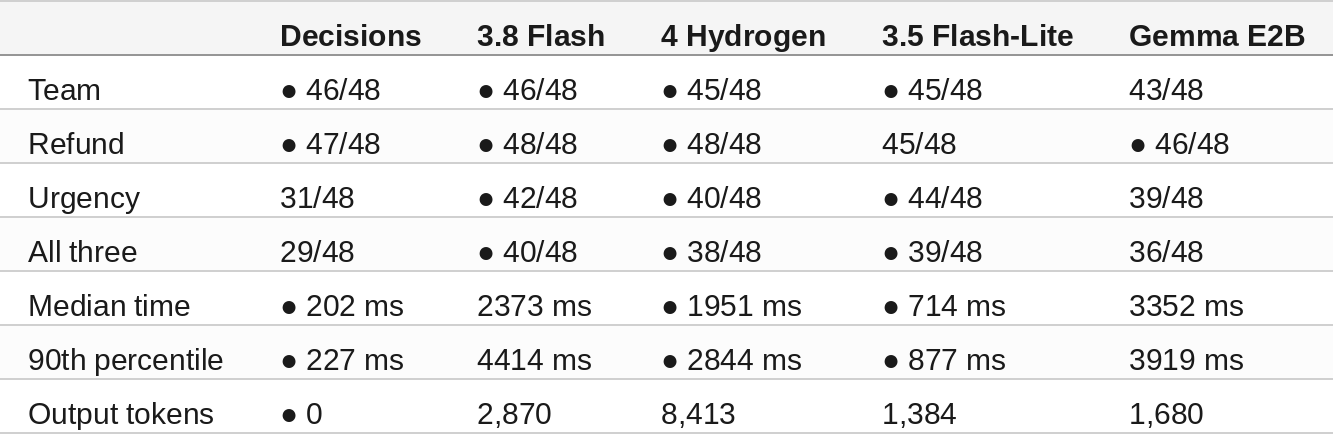 Decisions 3.8 Flash 4 Hydrogen 3.5 Flash-Lite Gemma E2B
Team ● 46/48 ● 46/48 ● 45/48 ● 45/48 43/48
Refund ● 47/48 ● 48/48 ● 48/48 45/48 ● 46/48
Urgency 31/48 ● 42/48 ● 40/48 ● 44/48 39/48
All three 29/48 ● 40/48 ● 38/48 ● 39/48 36/48
Median time ● 202 ms 2373 ms ● 1951 ms ● 714 ms 3352 ms
90th percentile ● 227 ms 4414 ms ● 2844 ms ● 877 ms 3919 ms
Output tokens ● 0 2,870 8,413 1,384 1,680